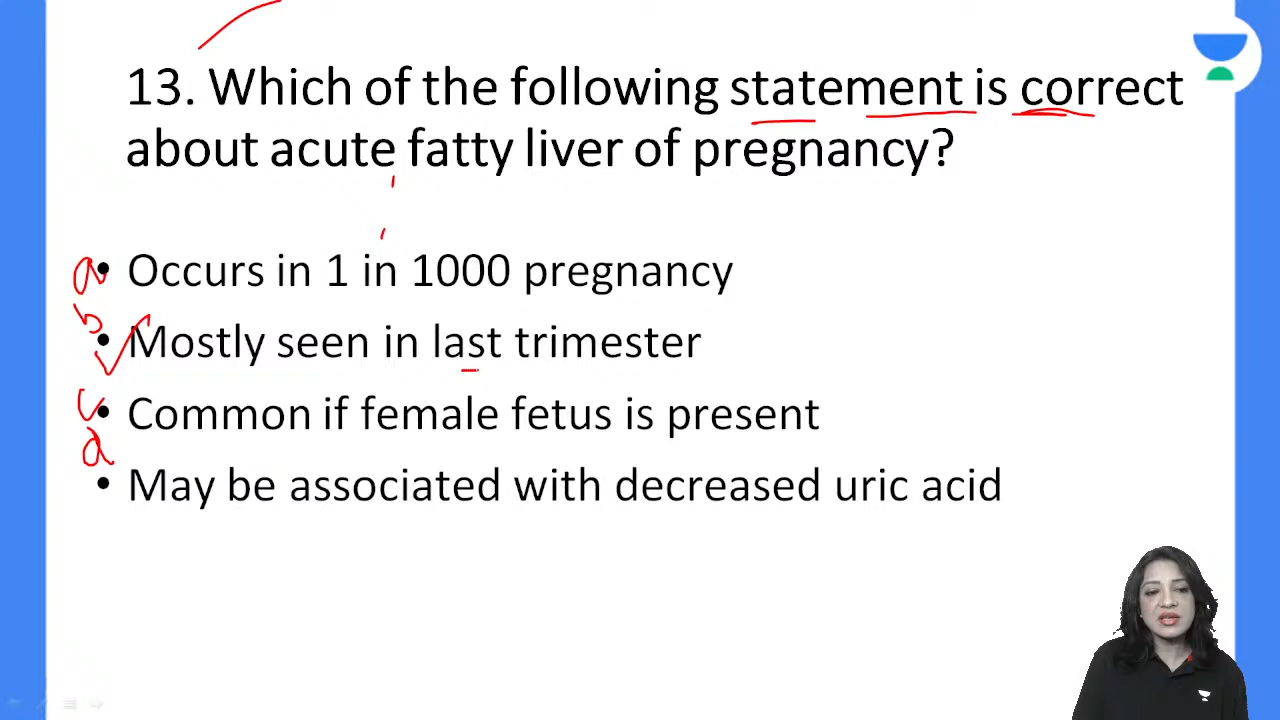 13. Which of the following statement is correct
about acute fatty liver of pregnancy?
a • Occurs in 1 in 1000 pregnancy
b • Mostly seen in last trimester
c • Common if female fetus is present
d • May be associated with decreased uric acid